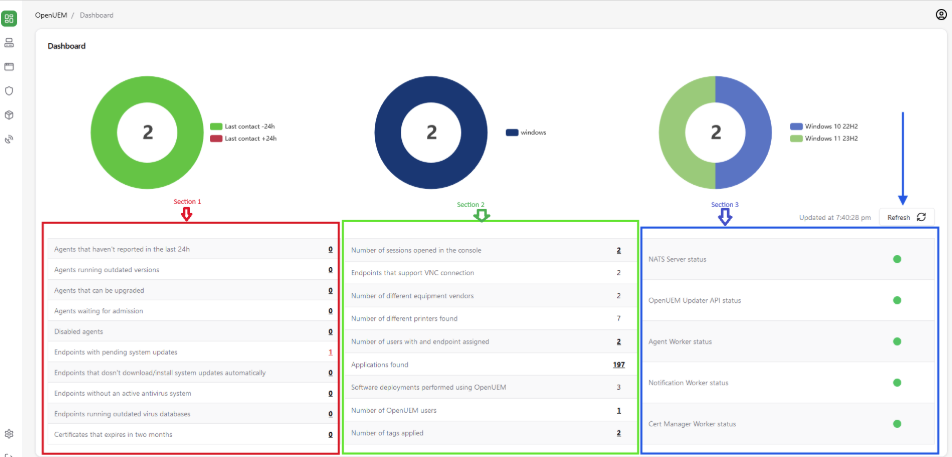 OpenUEM / Dashboard
Dashboard
2
Last contact -24h
Last contact +24h
2
windows
2
Windows 10 22H2
Windows 11 23H2
Section 1
Section 2
Section 3
Updated at 7:40:28 pm
Refresh
Agents that haven't reported in the last 24h 0
Agents running outdated versions 0
Agents that can be upgraded 0
Agents waiting for admission 0
Disabled agents 0
Endpoints with pending system updates 1
Endpoints that dosn't download/install system updates automatically 0
Endpoints without an active antivirus system 0
Endpoints running outdated virus databases 0
Certificates that expires in two months 0
Number of sessions opened in the console 2
Endpoints that support VNC connection 2
Number of different equipment vendors 2
Number of different printers found 7
Number of users with and endpoint assigned 2
Applications found 197
Software deployments performed using OpenUEM 3
Number of OpenUEM users 1
Number of tags applied 2
NATS Server status
OpenUEM Updater API status
Agent Worker status
Notification Worker status
Cert Manager Worker status